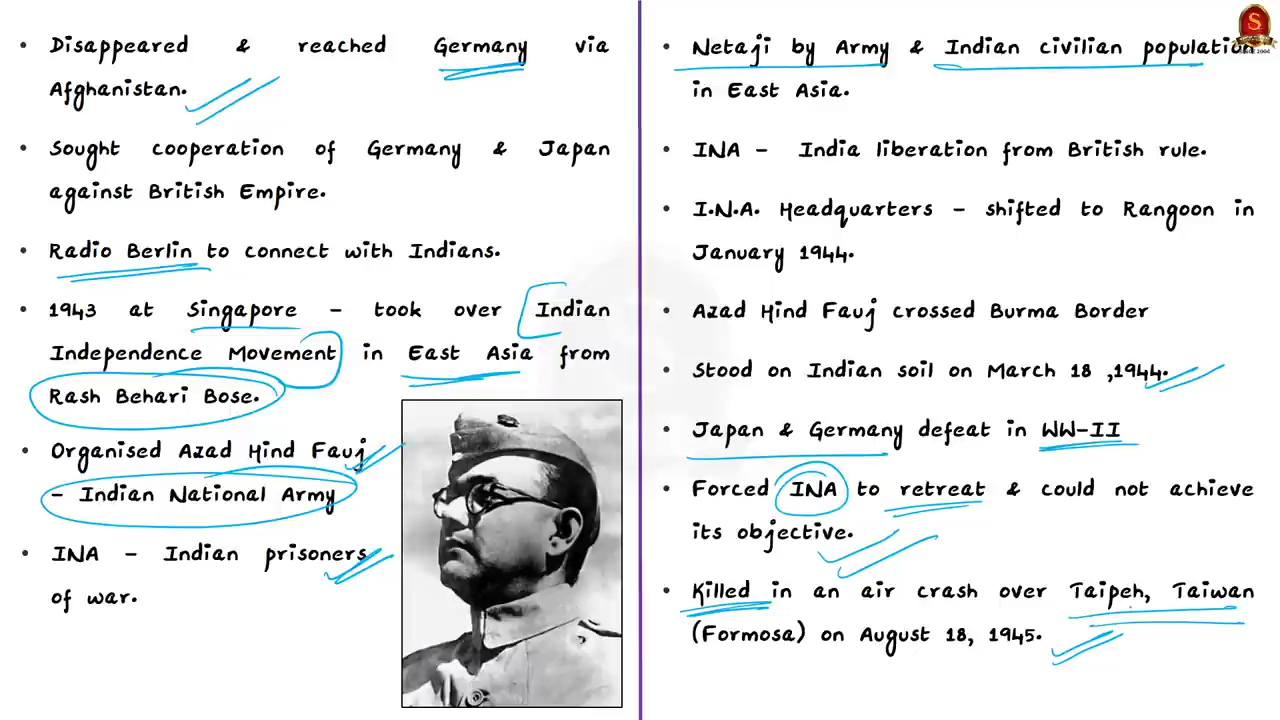 • Disappeared & reached Germany via
Afghanistan.
• Sought cooperation of Germany & Japan
against British Empire.
• Radio Berlin to connect with Indians.
• 1943 at Singapore - took over Indian
Independence Movement in East Asia from
Rash Behari Bose.
• Organised Azad Hind Fauj
- Indian National Army
• INA - Indian prisoners
of war.
• Netaji by Army & Indian civilian population
in East Asia.
• INA - India liberation from British rule.
• I.N.A. Headquarters - shifted to Rangoon in
January 1944.
• Azad Hind Fauj crossed Burma Border
• Stood on Indian soil on March 18 ,1944.
• Japan & Germany defeat in WW-II
• Forced INA to retreat & could not achieve
its objective.
• Killed in an air crash over Taipeh, Taiwan
(Formosa) on August 18, 1945.
S